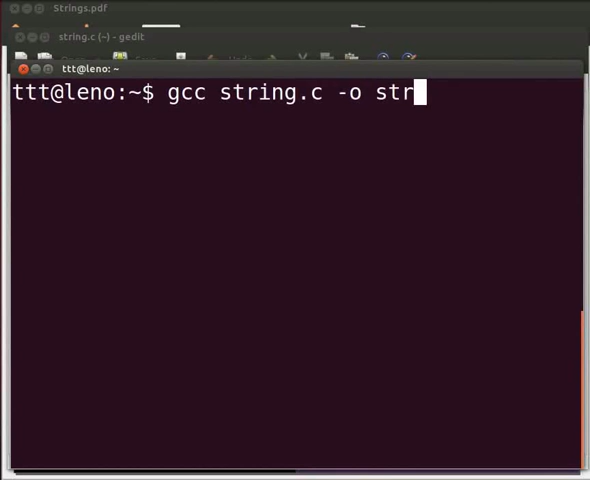 Strings.pdf
string.c (~) - gedit
ttt@leno: ~
ttt@leno:~$ gcc string.c -o str